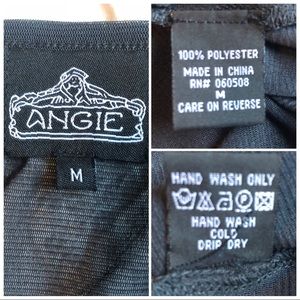 ANGIE
M
100% POLYESTER
MADE IN CHINA
RN# 060508
M
CARE ON REVERSE
HAND WASH ONLY
HAND WASH
COLD
DRIP DRY